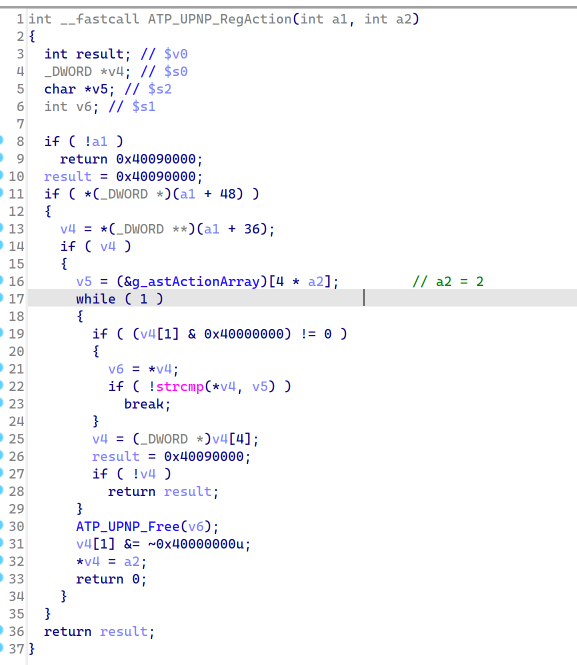 1 int __fastcall ATP_UPNP_RegAction(int a1, int a2)
2 {
3   int result; // $v0
4   _DWORD *v4; // $s0
5   char *v5; // $s2
6   int v6; // $s1
7
8   if ( !a1 )
9     return 0x40090000;
10   result = 0x40090000;
11   if ( *(_DWORD *)(a1 + 48) )
12   {
13     v4 = *(_DWORD **)(a1 + 36);
14     if ( v4 )
15     {
16       v5 = (&g_astActionArray)[4 * a2];         // a2 = 2
17       while ( 1 )
18       {
19         if ( (v4[1] & 0x40000000) != 0 )
20         {
21           v6 = *v4;
22           if ( !strcmp(*v4, v5) )
23             break;
24         }
25         v4 = (_DWORD *)v4[4];
26         result = 0x40090000;
27         if ( !v4 )
28           return result;
29       }
30       ATP_UPNP_Free(v6);
31       v4[1] &= ~0x40000000u;
32       *v4 = a2;
33       return 0;
34     }
35   }
36   return result;
37 }